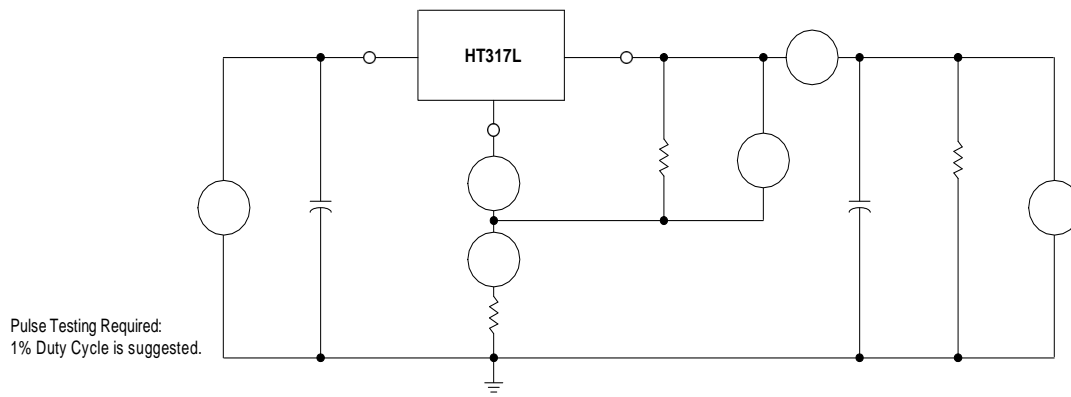 HT317L
Pulse Testing Required:
1% Duty Cycle is suggested.